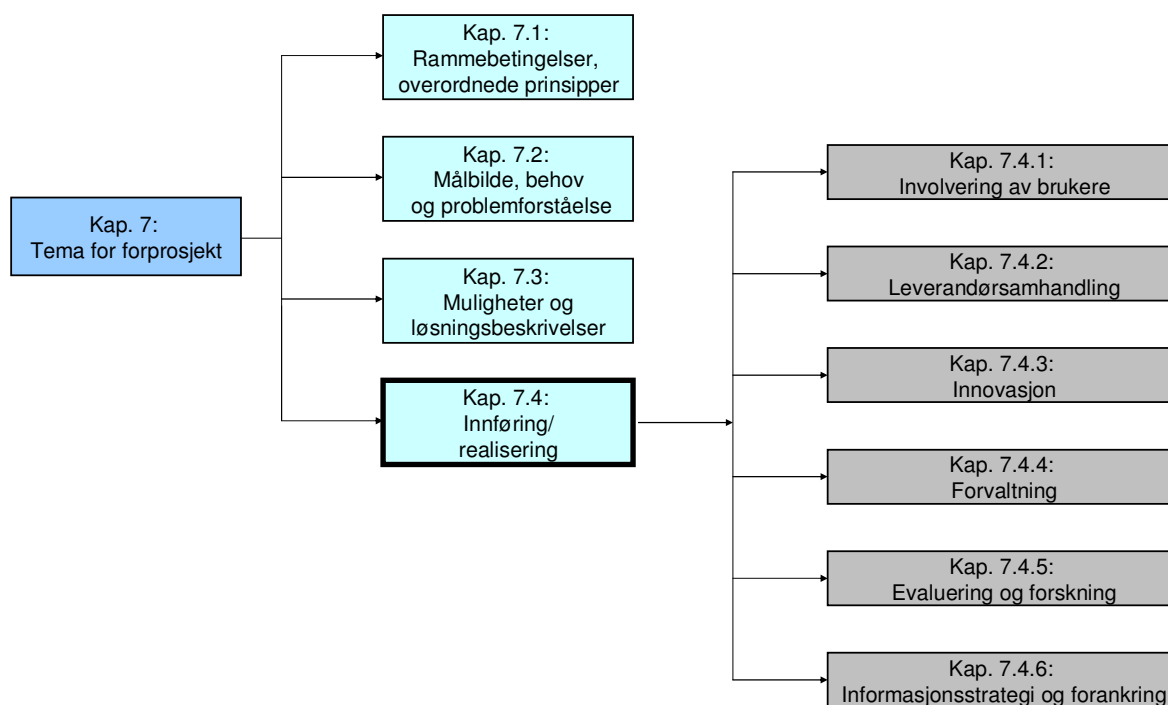 Kap. 7:
Tema for forprosjekt
Kap. 7.1:
Rammebetingelser,
overordnede prinsipper
Kap. 7.2:
Målbilde, behov
og problemforståelse
Kap. 7.3:
Muligheter og
løsningsbeskrivelser
Kap. 7.4:
Innføring/
realisering
Kap. 7.4.1:
Involvering av brukere
Kap. 7.4.2:
Leverandørsamhandling
Kap. 7.4.3:
Innovasjon
Kap. 7.4.4:
Forvaltning
Kap. 7.4.5:
Evaluering og forskning
Kap. 7.4.6:
Informasjonsstrategi og forankring